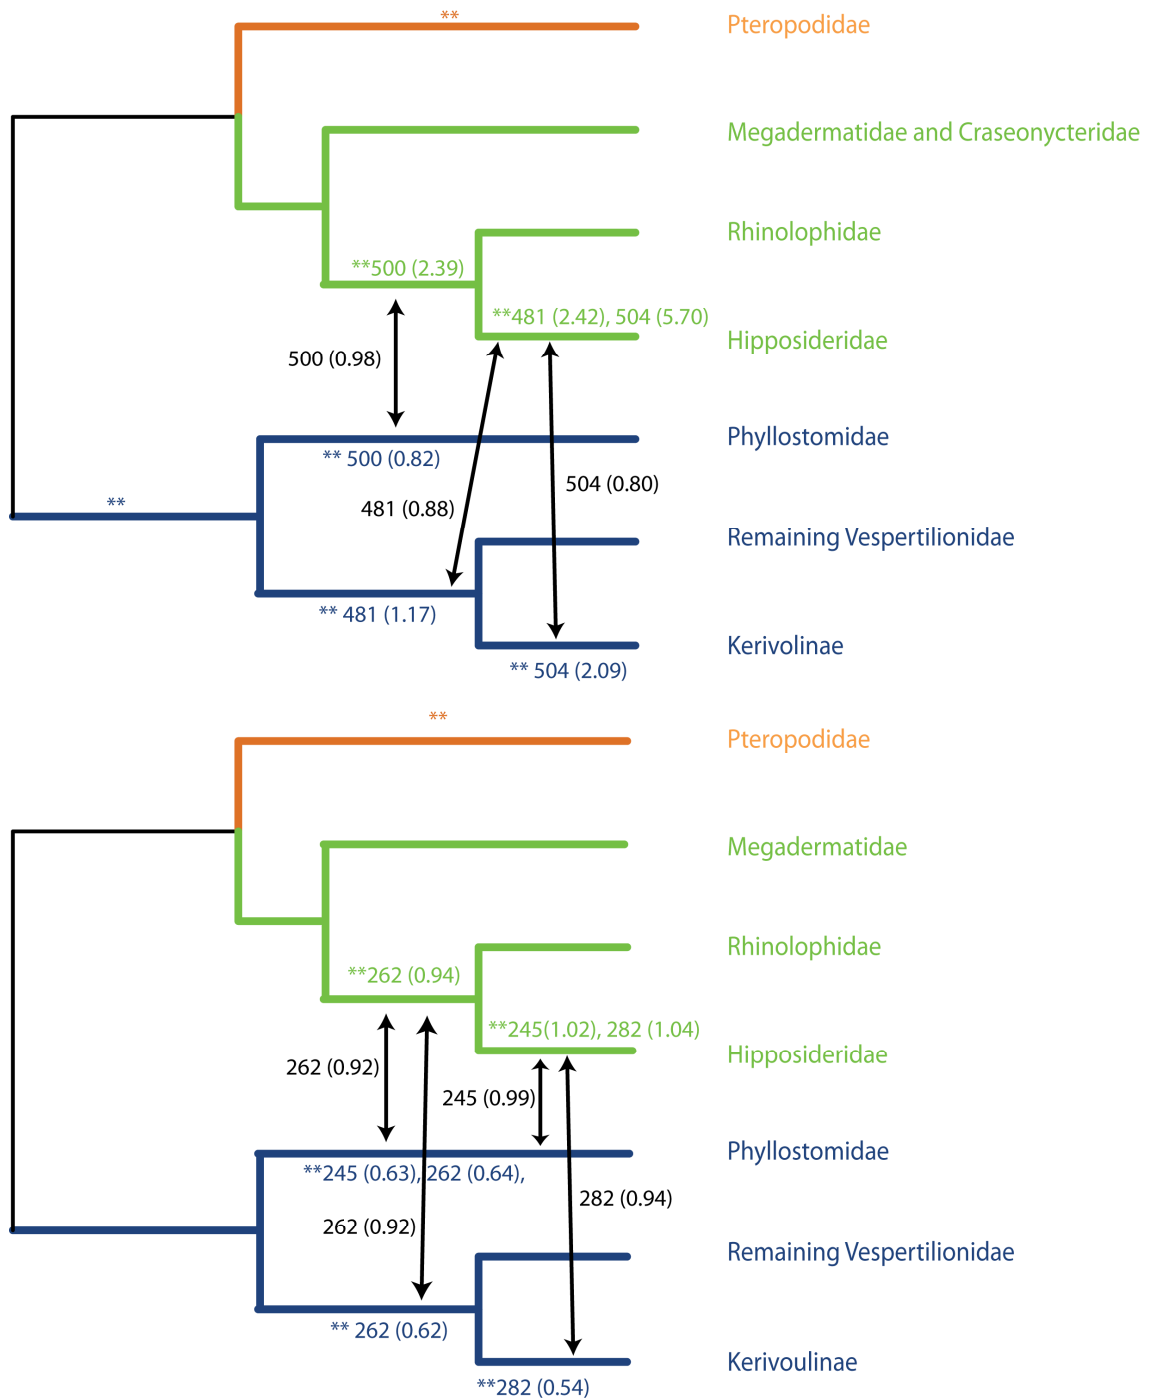 **
Pteropodidae
Megadermatidae and Craseonycteridae
Rhinolophidae
**500 (2.39)
**481 (2.42), 504 (5.70)
Hipposideridae
500 (0.98)
Phyllostomidae
** 500 (0.82)
504 (0.80)
**
481 (0.88)
Remaining Vespertilionidae
** 481 (1.17)
Kerivolinae
** 504 (2.09)
**
Pteropodidae
Megadermatidae
Rhinolophidae
**262 (0.94)
**245(1.02), 282 (1.04)
Hipposideridae
262 (0.92)
245 (0.99)
Phyllostomidae
**245 (0.63), 262 (0.64),
282 (0.94)
262 (0.92)
Remaining Vespertilionidae
** 262 (0.62)
Kerivoulinae
**282 (0.54)